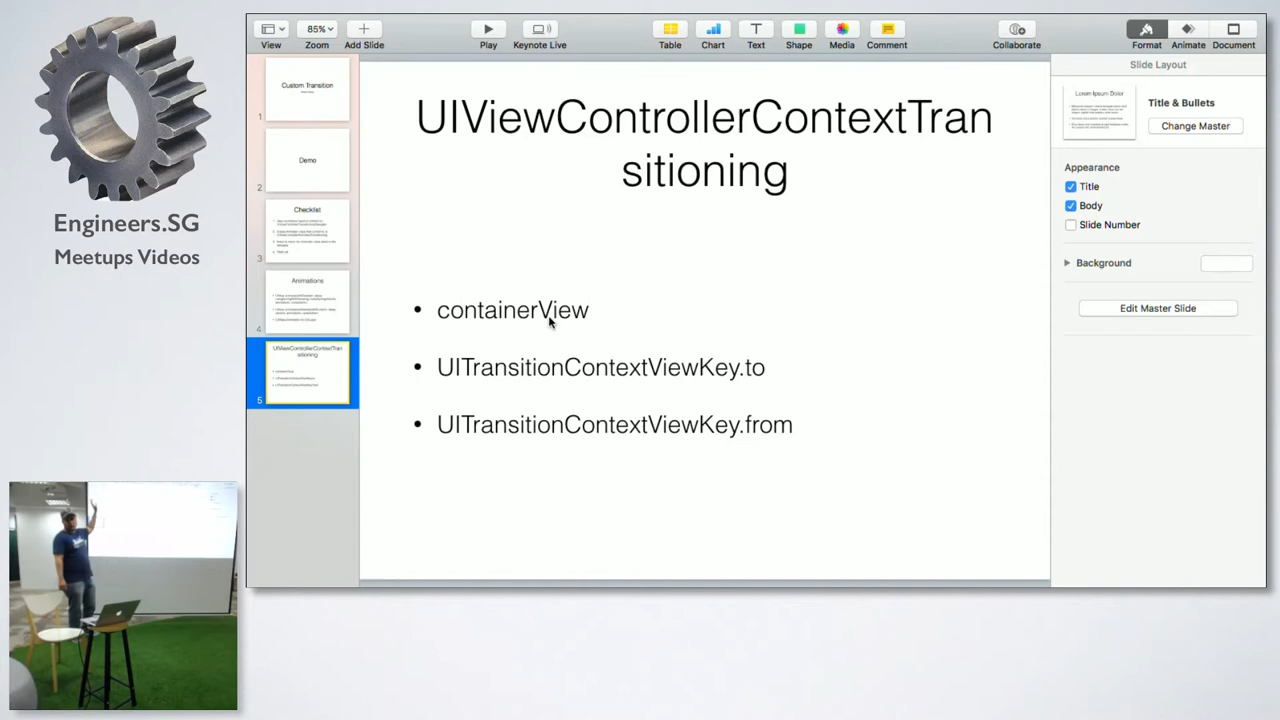 Engineers.SG
Meetups Videos
View
85%
Zoom
Add Slide
Play
Keynote Live
Table
Chart
Text
Shape
Media
Comment
Collaborate
Format
Animate
Document
Custom Transition
1
Demo
2
Checklist
3
Animations
4
UIViewControllerContextTran
sitioning
5
UIViewControllerContextTran
sitioning
• containerView
• UITransitionContextViewKey.to
• UITransitionContextViewKey.from
Slide Layout
Lorem Ipsum Dolor
Title & Bullets
Change Master
Appearance
Title
Body
Slide Number
Background
Edit Master Slide